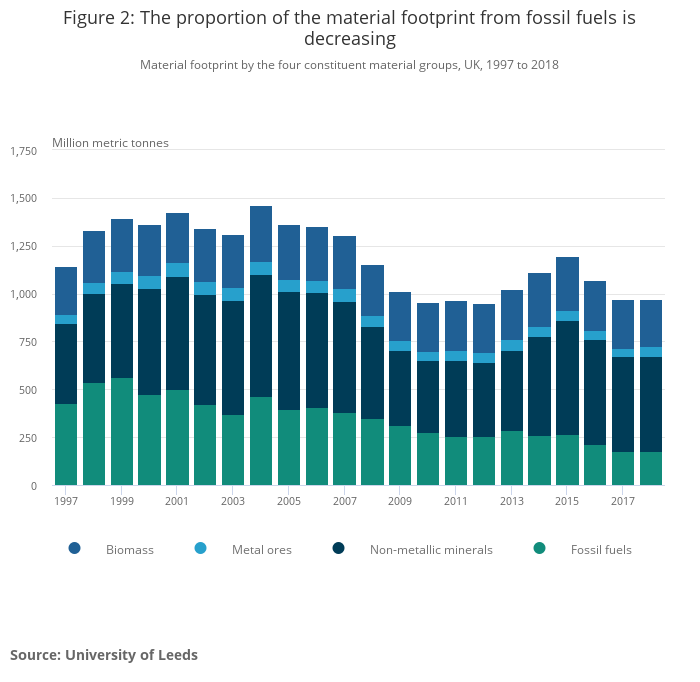 Figure 2: The proportion of the material footprint from fossil fuels is
decreasing
Material footprint by the four constituent material groups, UK, 1997 to 2018
Million metric tonnes
1,750
1,500
1,250
1,000
750
500
250
0
1997 1999 2001 2003 2005 2007 2009 2011 2013 2015 2017
Biomass Metal ores Non-metallic minerals Fossil fuels
Source: University of Leeds